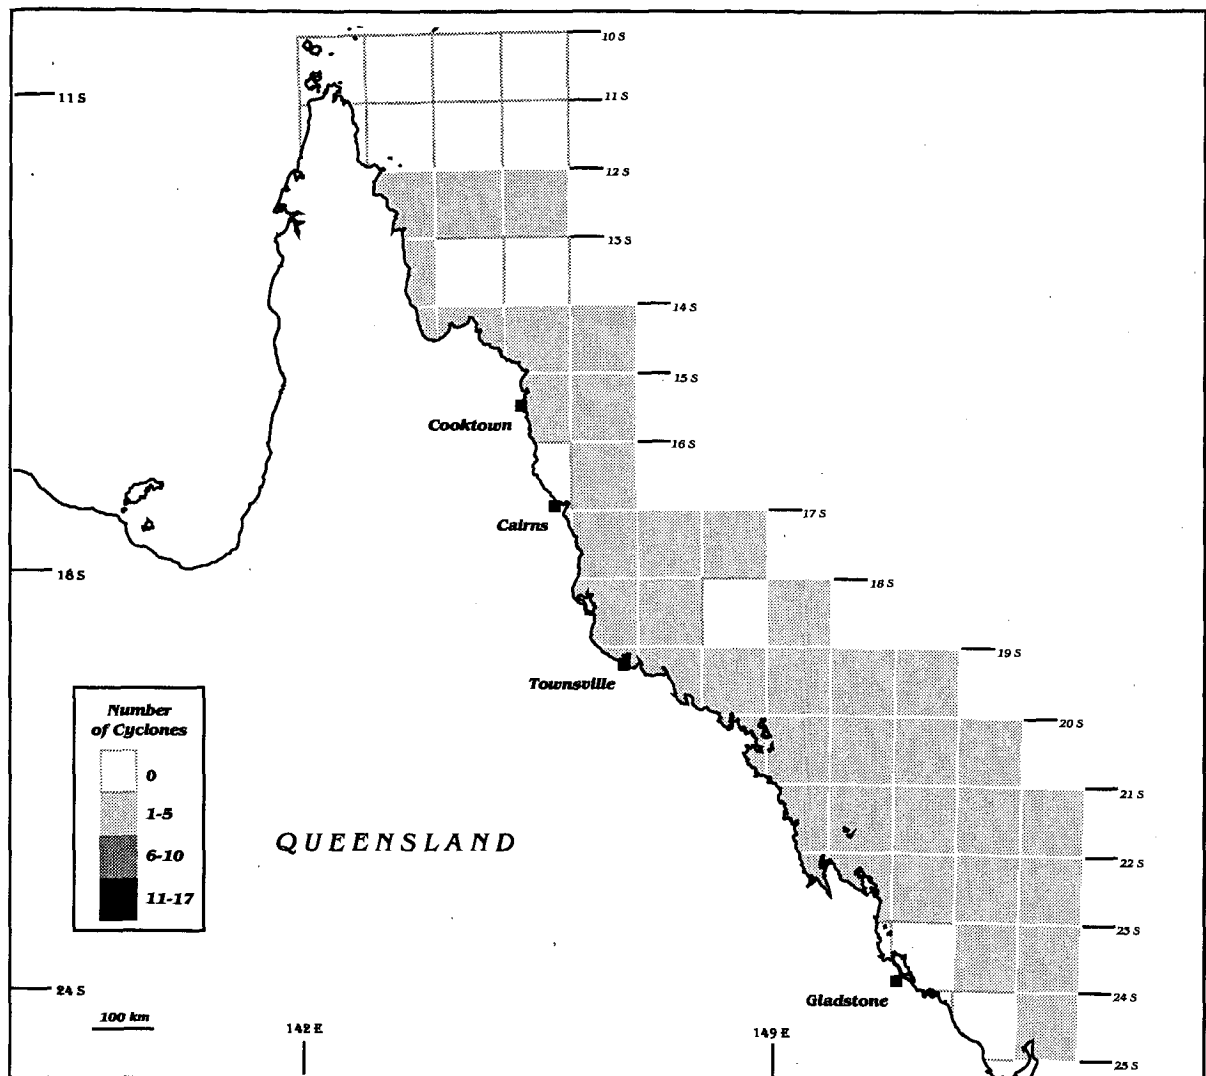 10 S
11 S
11 S
12 S
13 S
14 S
15 S
Cooktown
16 S
Cairns
17 S
18 S
18 S
19 S
Townsville
20 S
Number
of Cyclones
0
1-5
6-10
11-17
QUEENSLAND
21 S
22 S
23 S
24 S
Gladstone
24 S
100 km
142 E
149 E
25 S